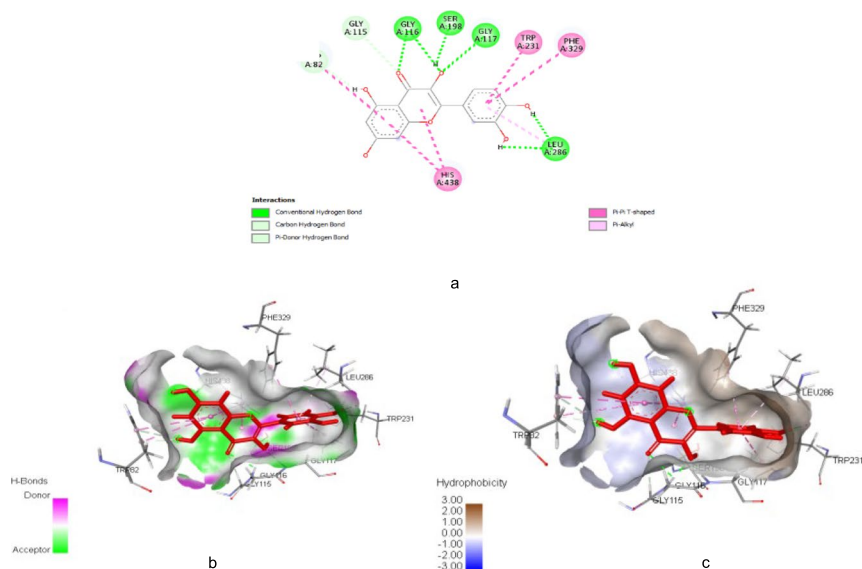 GLY
A:115
GLY
A:116
SER
A:198
GLY
A:117
TRP
A:231
PHE
A:329
A:82
H
H
H
H
LEU
A:286
HIS
A:438
Interactions
Conventional Hydrogen Bond
Carbon Hydrogen Bond
Pi-Donor Hydrogen Bond
Pi-Pi T-shaped
Pi-Alkyl
a
PHE329
LEU286
TRP231
TRP82
GLY116
GLY115
H-Bonds
Donor
Acceptor
b
PHE329
LEU286
TRP231
TRP82
GLY116
GLY117
GLY115
Hydrophobicity
3.00
2.00
1.00
0.00
-1.00
-2.00
-3.00
c